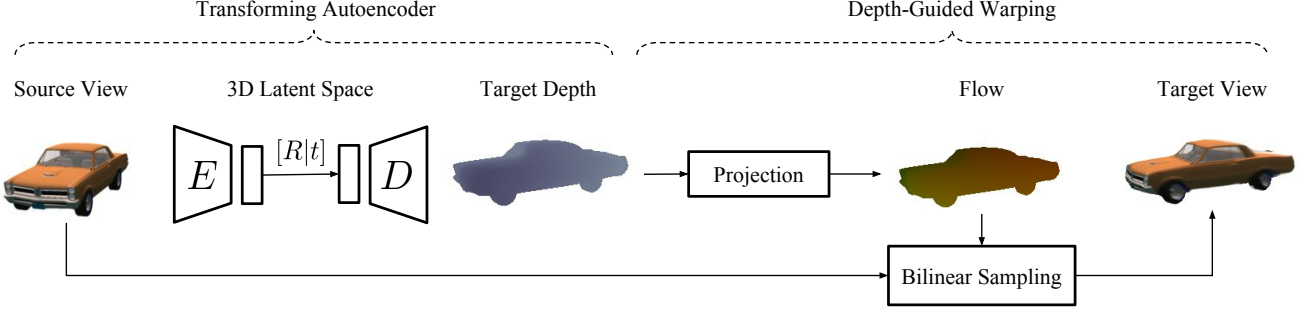 Transforming Autoencoder
Depth-Guided Warping
Source View
3D Latent Space
Target Depth
Flow
Target View
E
[R|t]
D
Projection
Bilinear Sampling